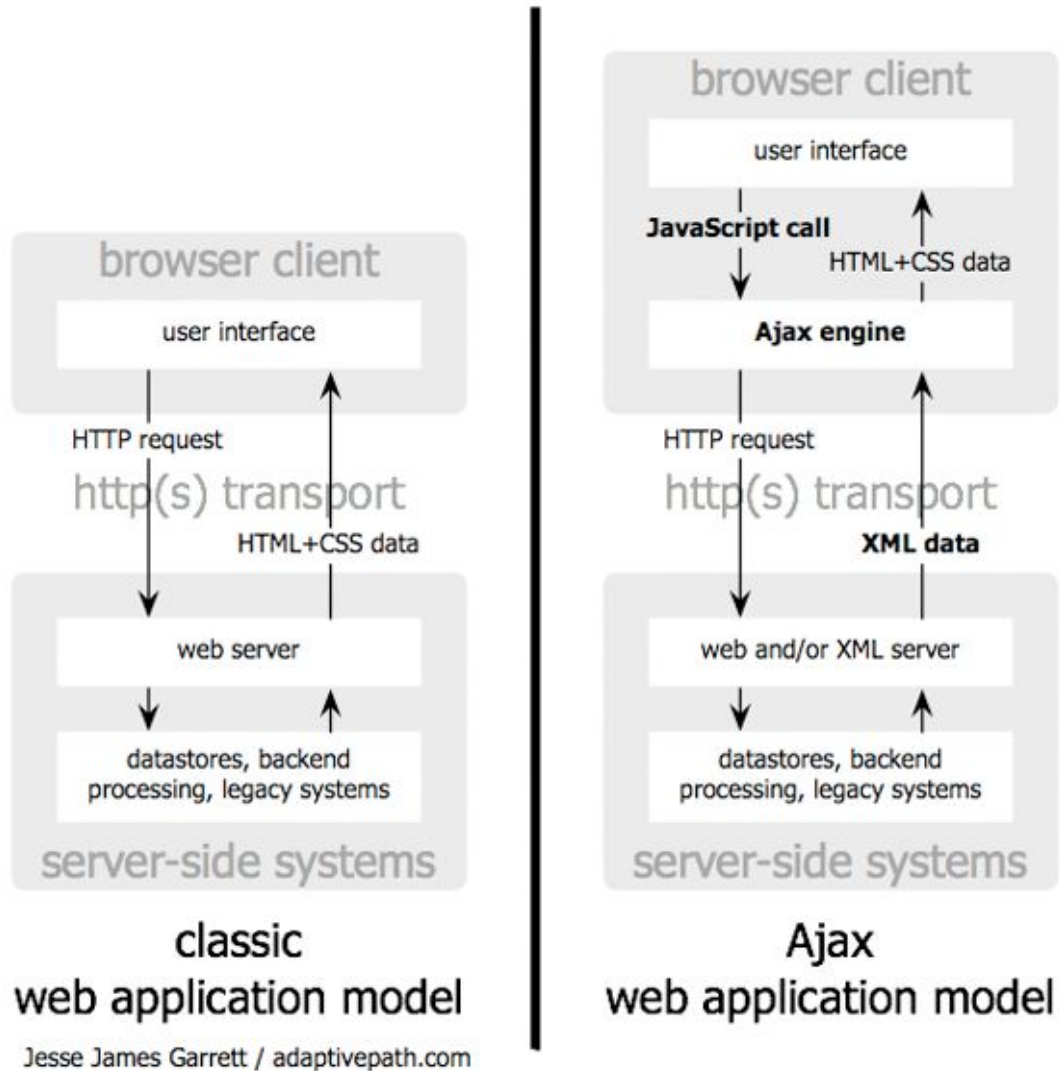 browser client
user interface
HTTP request
http(s) transport
HTML+CSS data
web server
datastores, backend
processing, legacy systems
server-side systems
classic
web application model
Jesse James Garrett / adaptivepath.com
browser client
user interface
JavaScript call
HTML+CSS data
Ajax engine
HTTP request
http(s) transport
XML data
web and/or XML server
datastores, backend
processing, legacy systems
server-side systems
Ajax
web application model